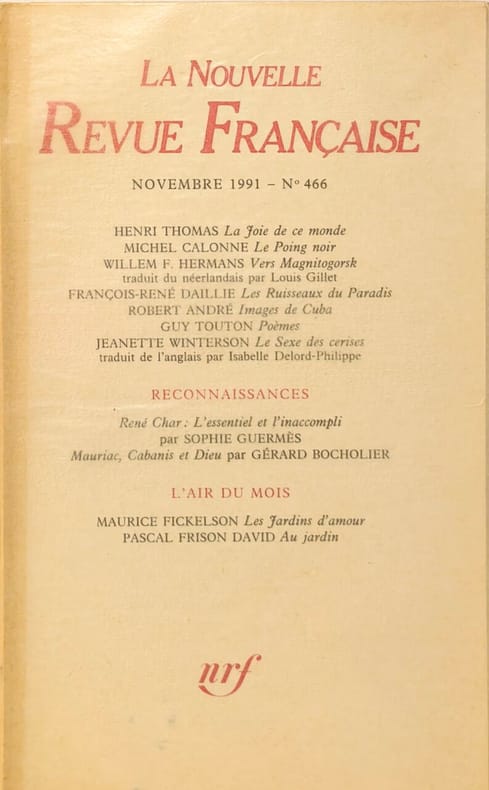 LA NOUVELLE
REVUE FRANÇAISE
NOVEMBRE 1991 – Nº 466
HENRI THOMAS La Joie de ce monde
MICHEL CALONNE Le Poing noir
WILLEM F. HERMANS Vers Magnitogorsk
traduit du néerlandais par Louis Gillet
FRANÇOIS-RENÉ DAILLIE Les Ruisseaux du Paradis
ROBERT ANDRÉ Images de Cuba
GUY TOUTON Poèmes
JEANETTE WINTERSON Le Sexe des cerises
traduit de l'anglais par Isabelle Delord-Philippe
RECONNAISSANCES
René Char : L'essentiel et l'inaccompli
par SOPHIE GUERMÈS
Mauriac, Cabanis et Dieu par GÉRARD BOCHOLIER
L'AIR DU MOIS
MAURICE FICKELSON Les Jardins d'amour
PASCAL FRISON DAVID Au jardin
nrf